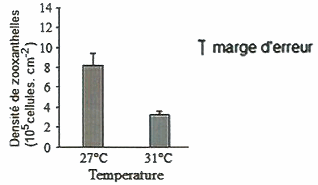 Densité de zooxanthelles
(10⁵cellules. cm⁻²)
14
12
10
8
6
4
2
0
27°C 31°C
Temperature
marge d'erreur